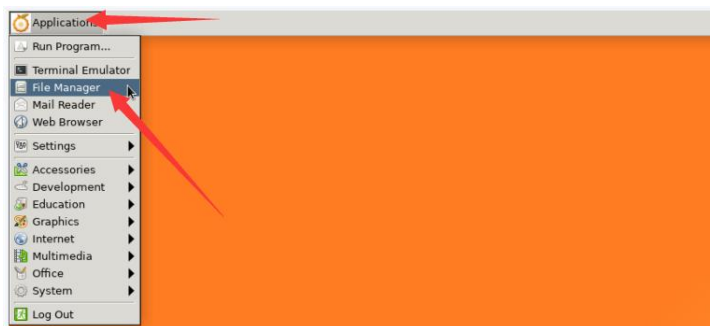 Applications
Run Program...
Terminal Emulator
File Manager
Mail Reader
Web Browser
Settings
Accessories
Development
Education
Graphics
Internet
Multimedia
Office
System
Log Out